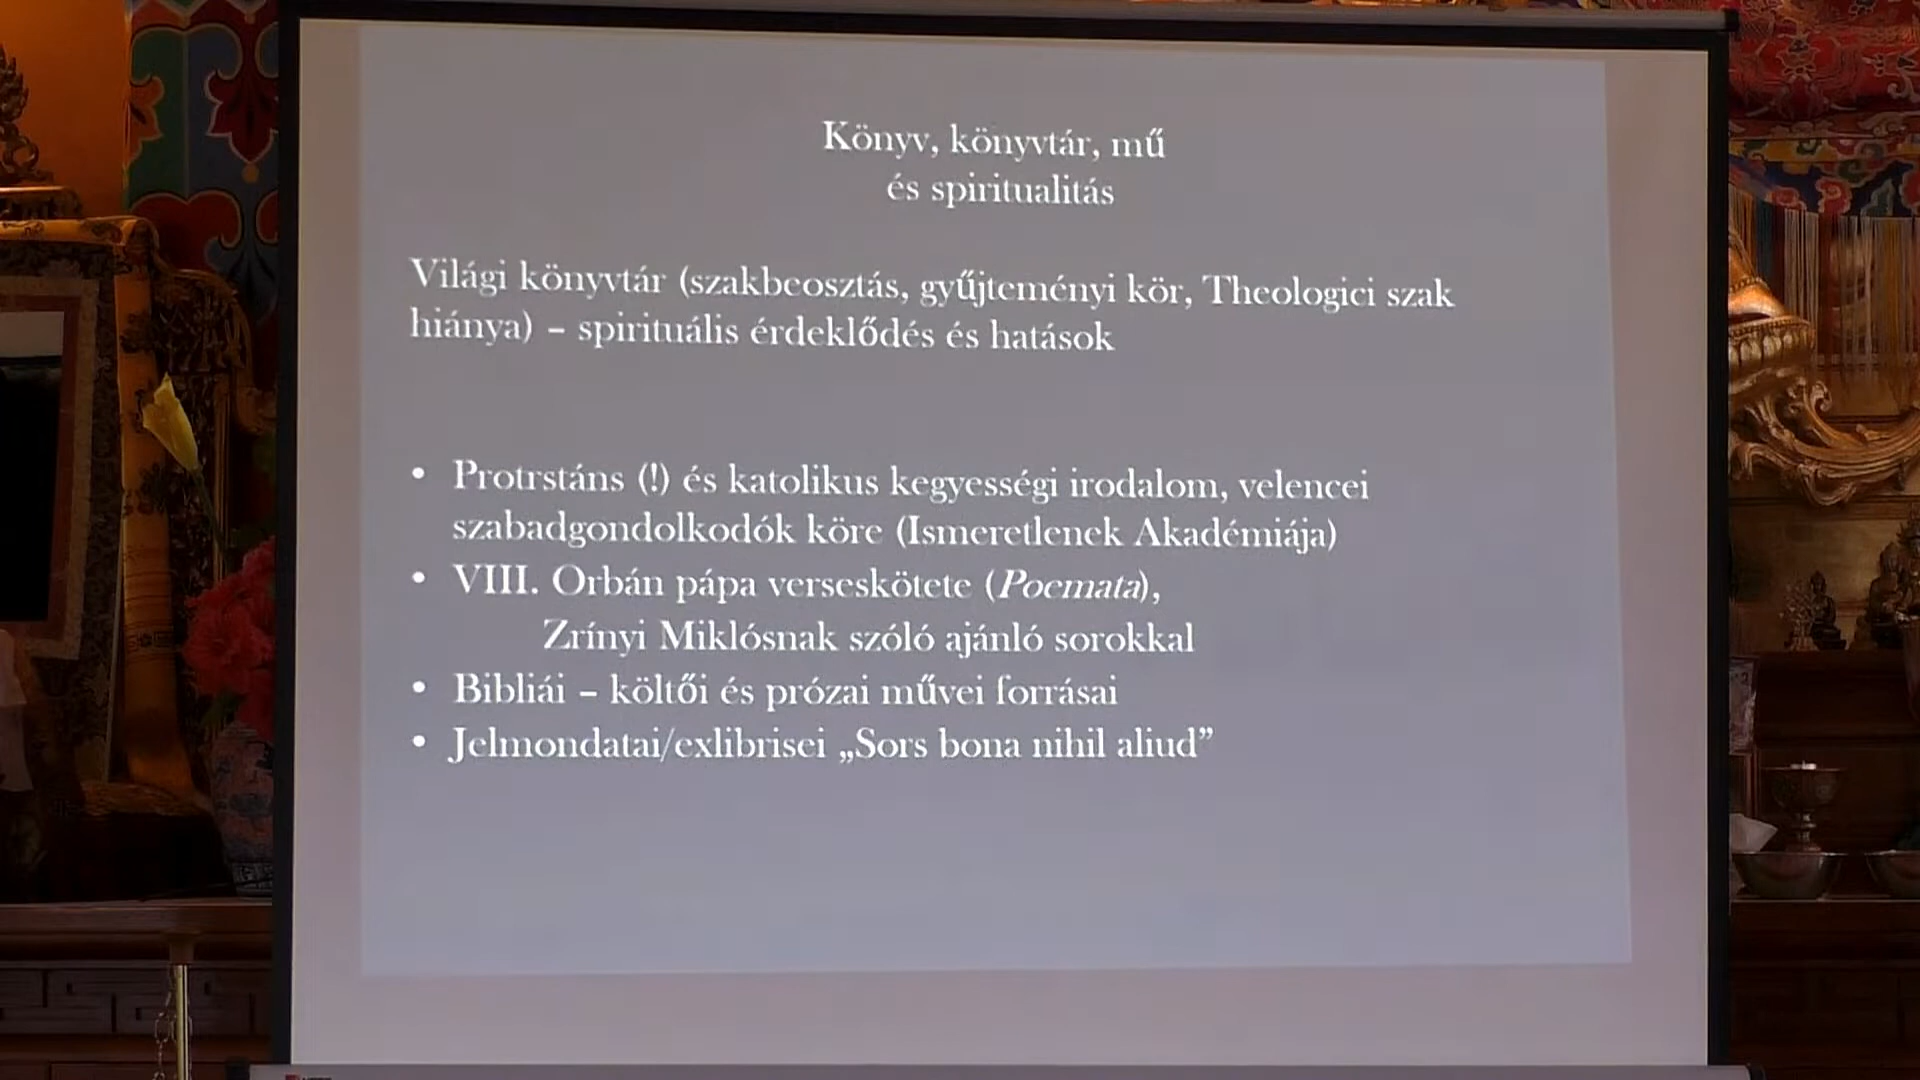 Könyv, könyvtár, mű
és spiritualitás
Világi könyvtár (szakbeosztás, gyűjteményi kör, Theologici szak
hiánya) – spirituális érdeklődés és hatások
• Protrstáns (!) és katolikus kegyességi irodalom, velencei
szabadgondolkodók köre (Ismeretlenek Akadémiája)
• VIII. Orbán pápa verseskötete (Poemata),
Zrínyi Miklósnak szóló ajánló sorokkal
• Bibliái – költői és prózai művei forrásai
• Jelmondatai/exlibrisei „Sors bona nihil aliud”